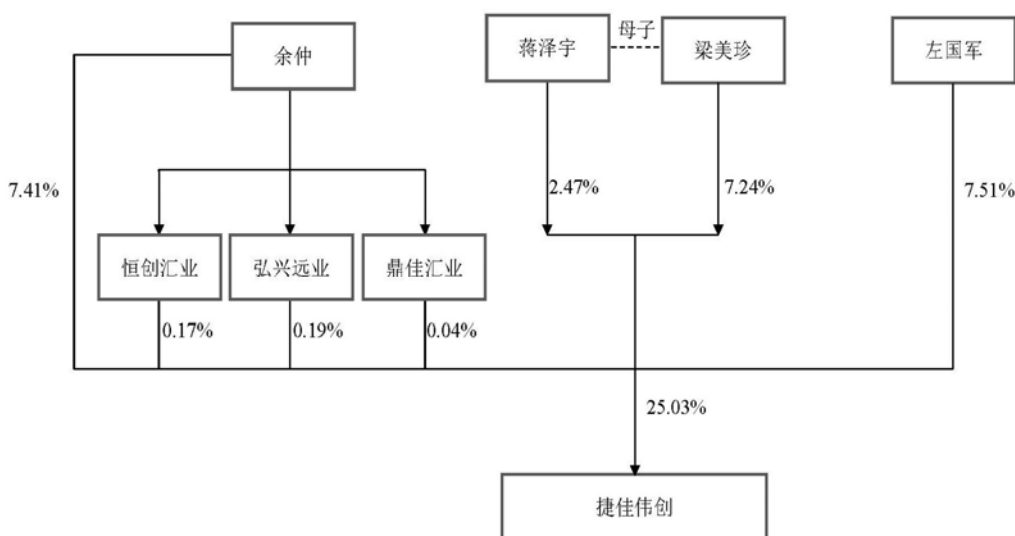 母子
余仲
蒋泽宇
梁美珍
左国军
7.41%
2.47%
7.24%
7.51%
恒创汇业
弘兴远业
鼎佳汇业
0.17%
0.19%
0.04%
25.03%
捷佳伟创